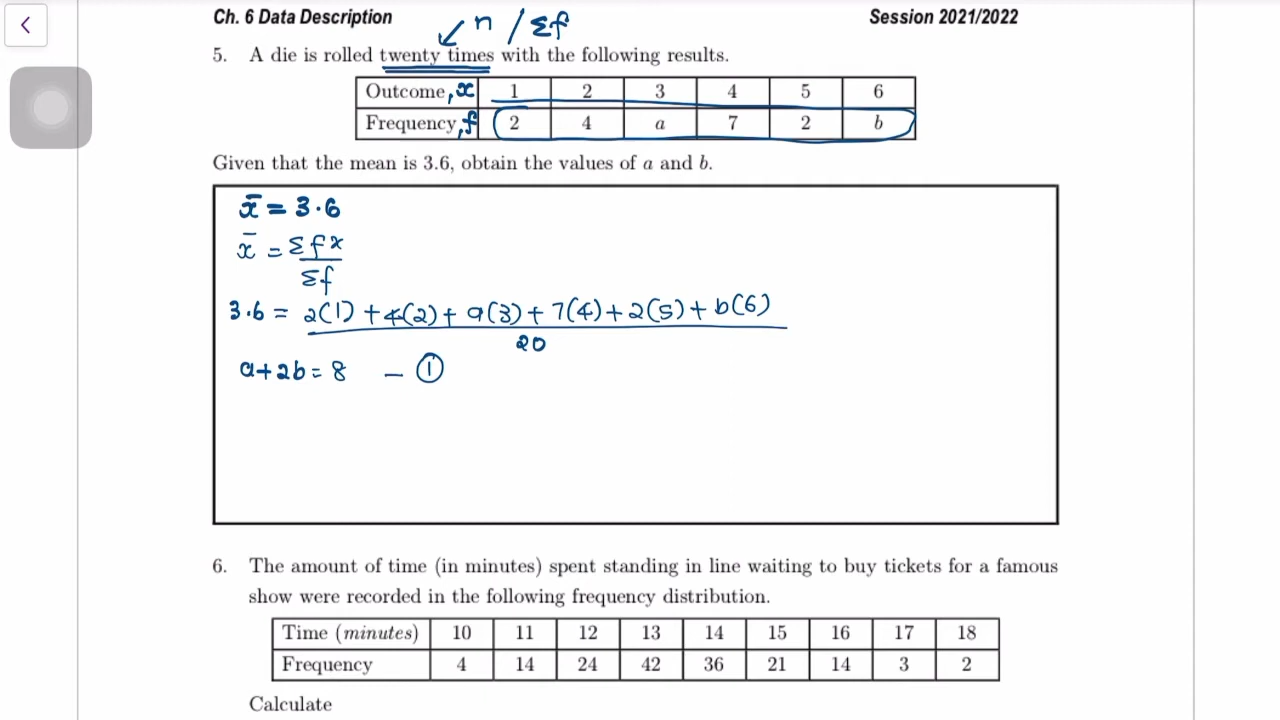 Ch. 6 Data Description Session 2021/2022
n / Σf
5. A die is rolled twenty times with the following results.
Outcome, x 1 2 3 4 5 6
Frequency, f 2 4 a 7 2 b
Given that the mean is 3.6, obtain the values of a and b.
x̄ = 3.6
x̄ = Σfx
Σf
3.6 = 2(1) + 4(2) + a(3) + 7(4) + 2(5) + b(6)
20
a + 2b = 8 — ①
6. The amount of time (in minutes) spent standing in line waiting to buy tickets for a famous
show were recorded in the following frequency distribution.
Time (minutes) 10 11 12 13 14 15 16 17 18
Frequency 4 14 24 42 36 21 14 3 2
Calculate